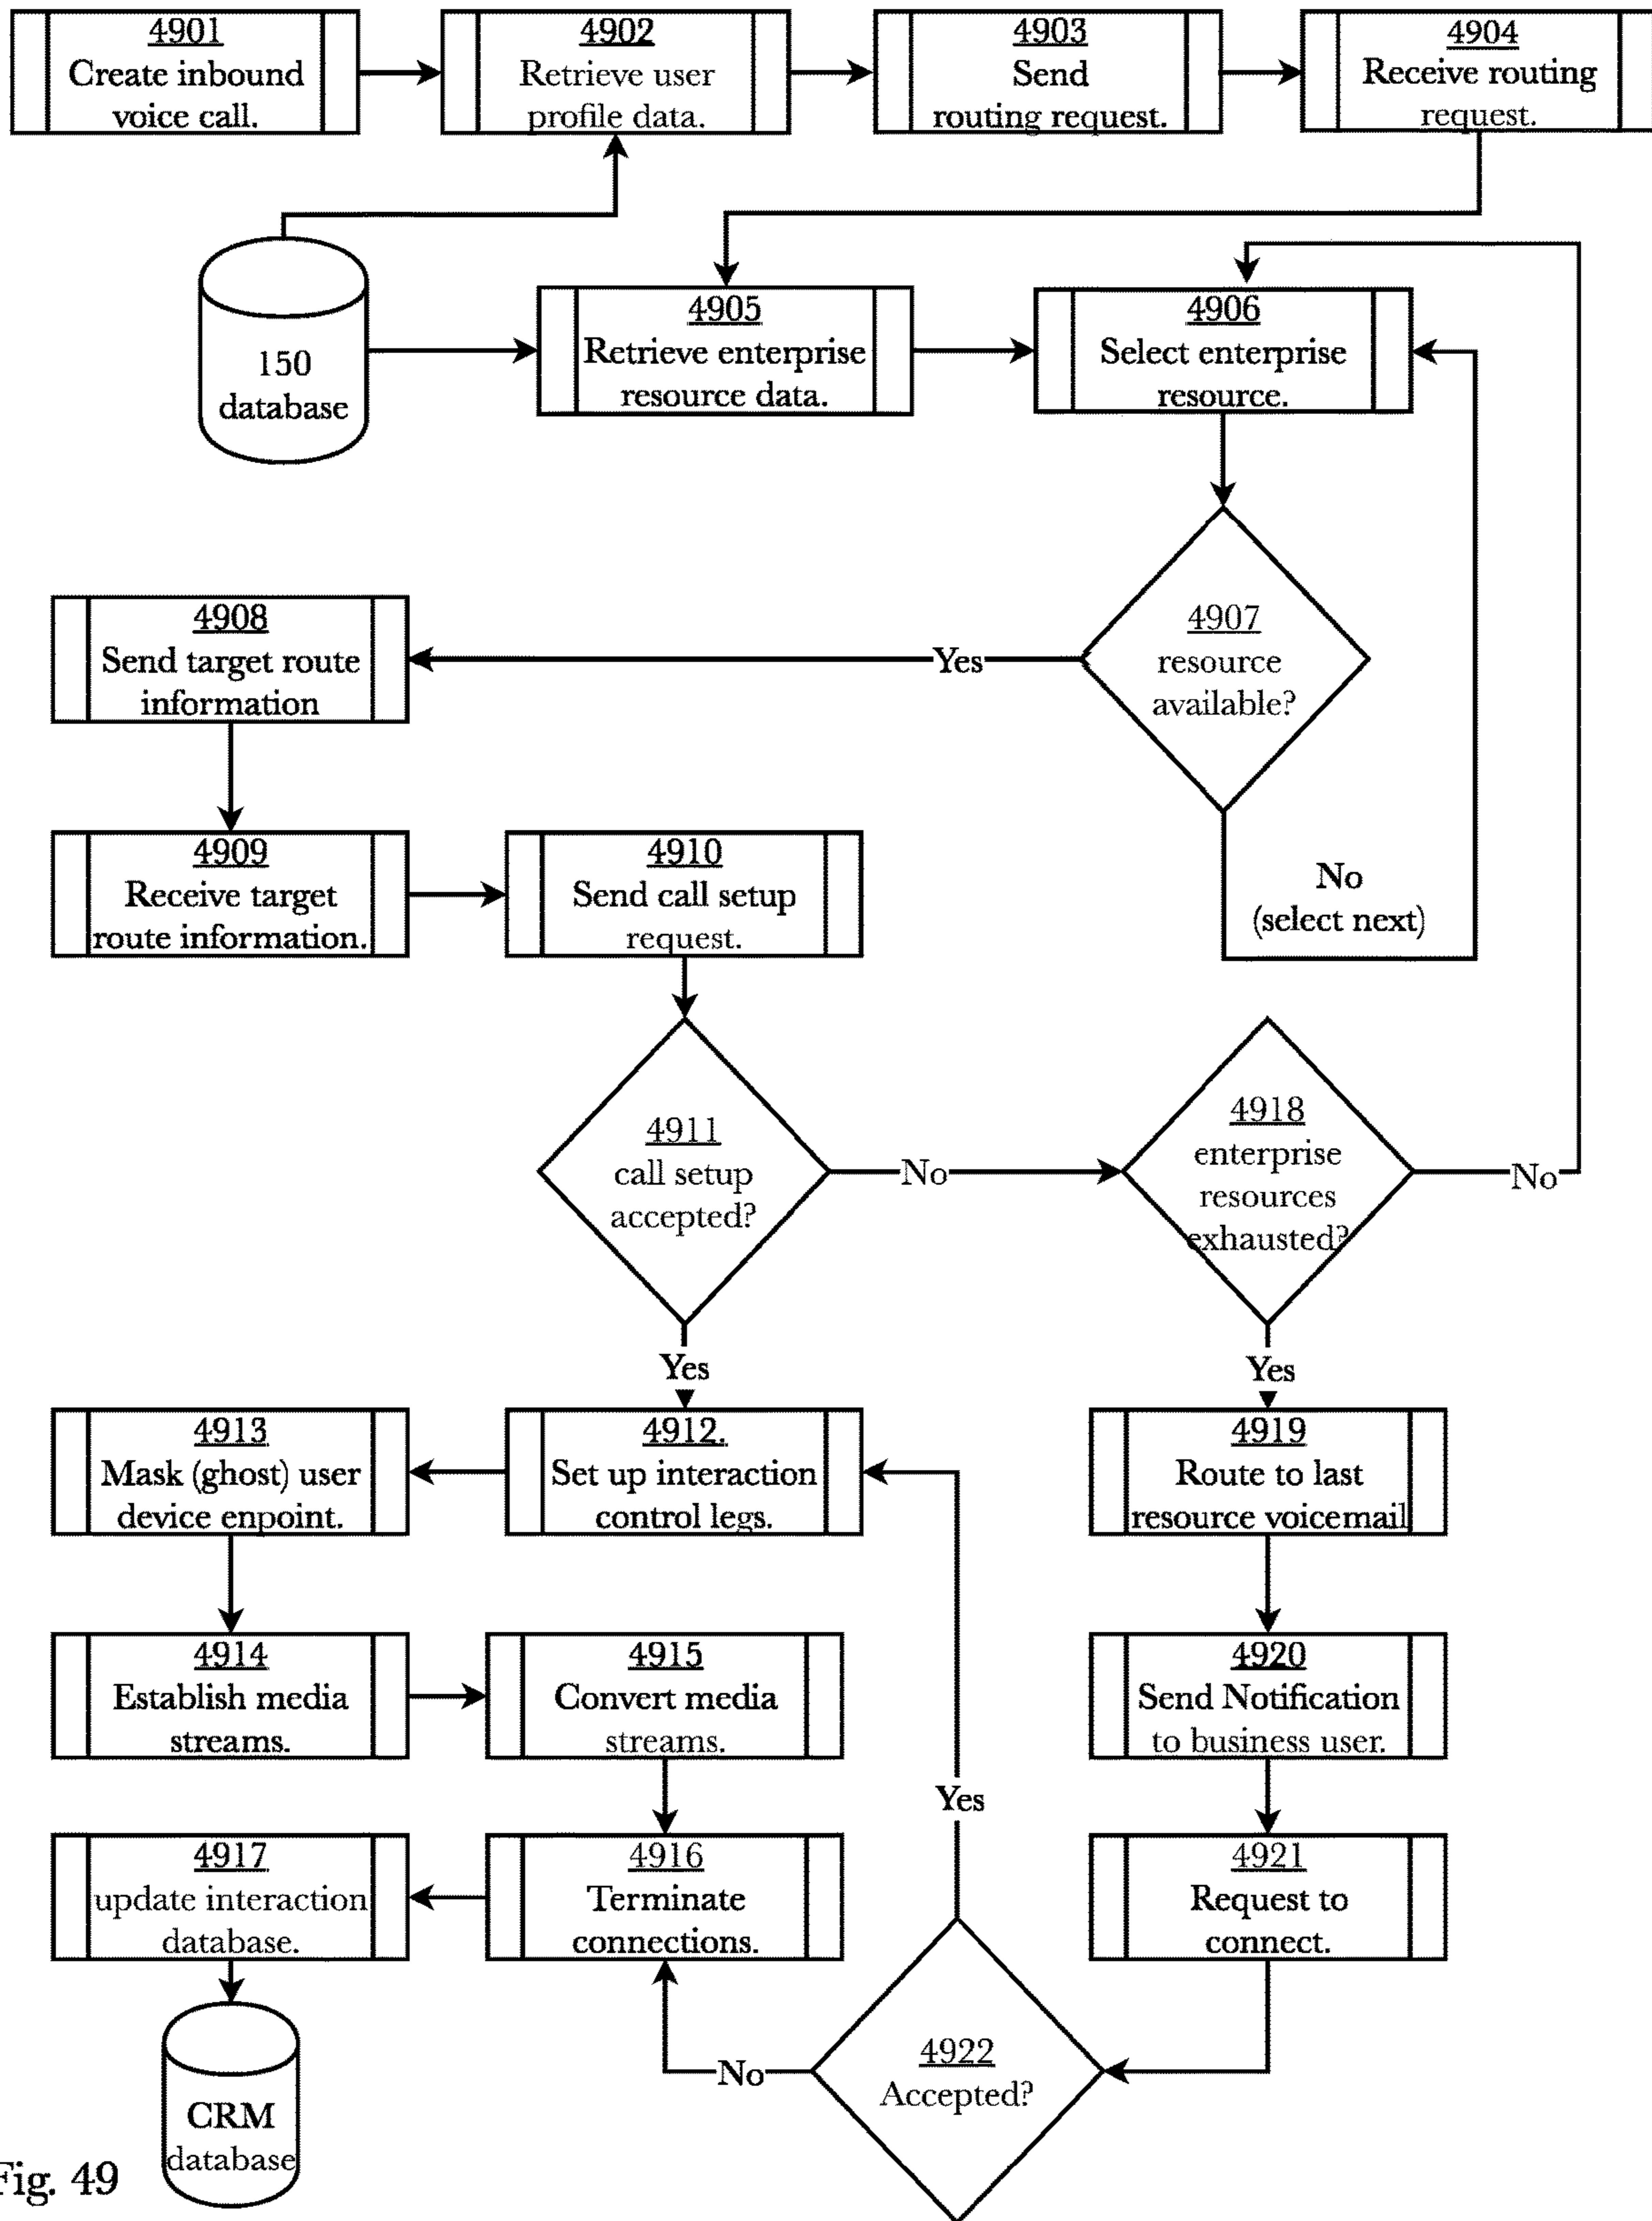 4901
Create inbound
voice call.
4902
Retrieve user
profile data.
4903
Send
routing request.
4904
Receive routing
request.
150
database
4905
Retrieve enterprise
resource data.
4906
Select enterprise
resource.
4907
resource
available?
Yes
4908
Send target route
information
No
(select next)
4909
Receive target
route information.
4910
Send call setup
request.
4911
call setup
accepted?
No
4918
enterprise
resources
exhausted?
No
Yes
Yes
4913
Mask (ghost) user
device enpoint.
4912.
Set up interaction
control legs.
4919
Route to last
resource voicemail
4914
Establish media
streams.
4915
Convert media
streams.
4920
Send Notification
to business user.
Yes
4917
update interaction
database.
4916
Terminate
connections.
4921
Request to
connect.
No
4922
Accepted?
CRM
database
Fig. 49